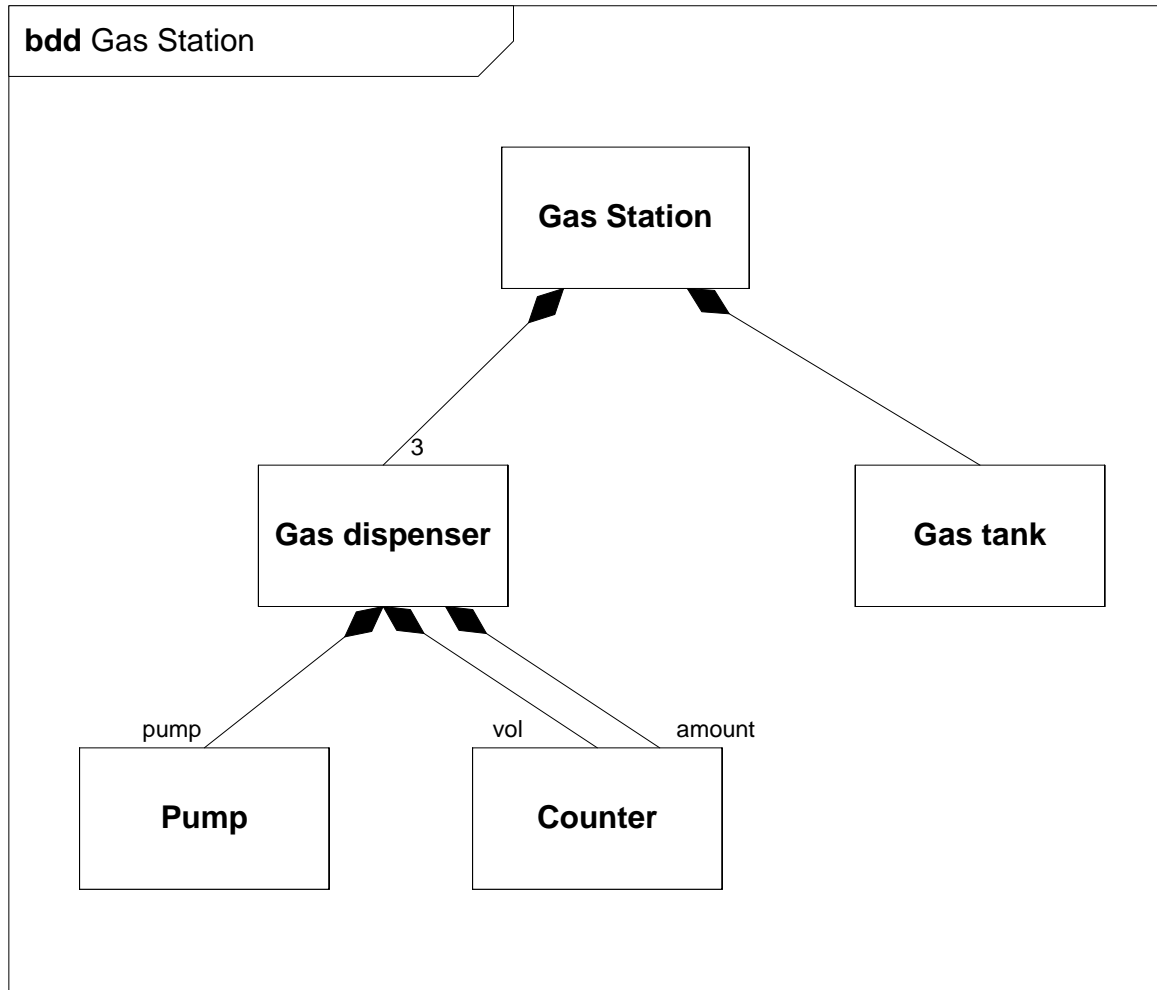 bdd Gas Station
Gas Station
3
Gas dispenser
Gas tank
pump
vol
amount
Pump
Counter